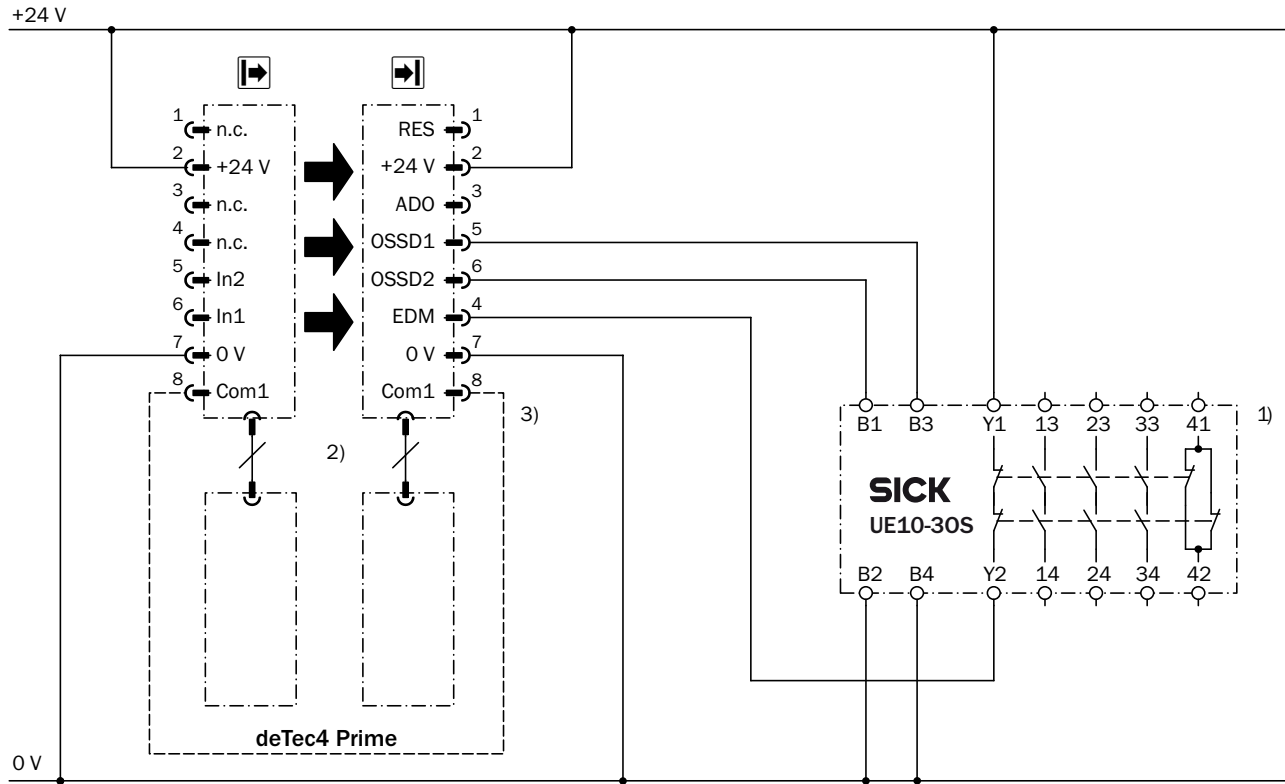 +24 V
1 n.c. RES 1
2 +24 V +24 V 2
3 n.c. ADO 3
4 n.c. OSSD1 5
5 In2 OSSD2 6
6 In1 EDM 4
7 0 V 0 V 7
8 Com1 Com1 8
3)
2)
1)
B1 B3 Y1 13 23 33 41
SICK
UE10-30S
B2 B4 Y2 14 24 34 42
deTec4 Prime
0 V